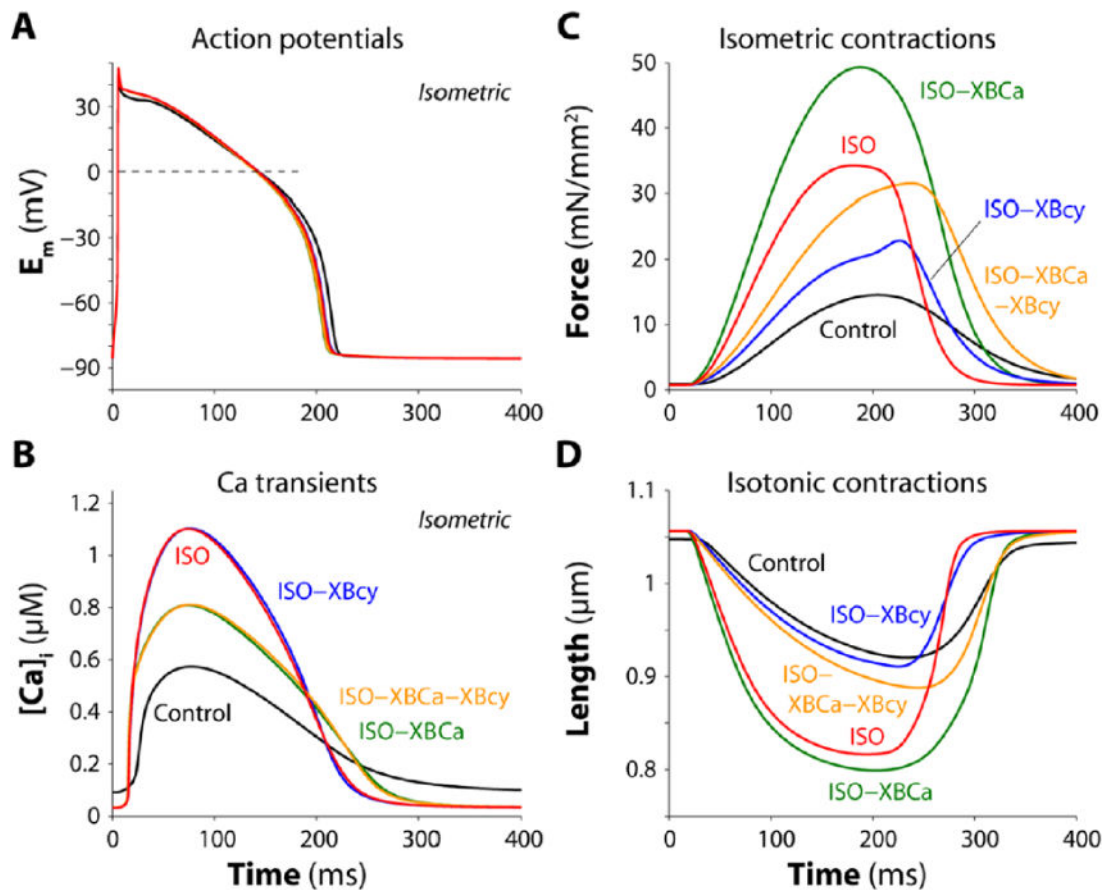 A
Action potentials
Isometric
30
0
−30
−60
−90
E_m (mV)
0
100
200
300
400
B
Ca transients
Isometric
1.2
1
0.8
0.6
0.4
0.2
0
[Ca]_i (μM)
ISO
ISO−XBcy
ISO−XBCa−XBcy
ISO−XBCa
Control
0
100
200
300
400
Time (ms)
C
Isometric contractions
50
40
30
20
10
0
Force (mN/mm²)
ISO−XBCa
ISO
ISO−XBcy
ISO−XBCa
−XBcy
Control
0
100
200
300
400
D
Isotonic contractions
1.1
1
0.9
0.8
Length (μm)
Control
ISO−XBcy
ISO−
XBCa−XBcy
ISO
ISO−XBCa
0
100
200
300
400
Time (ms)